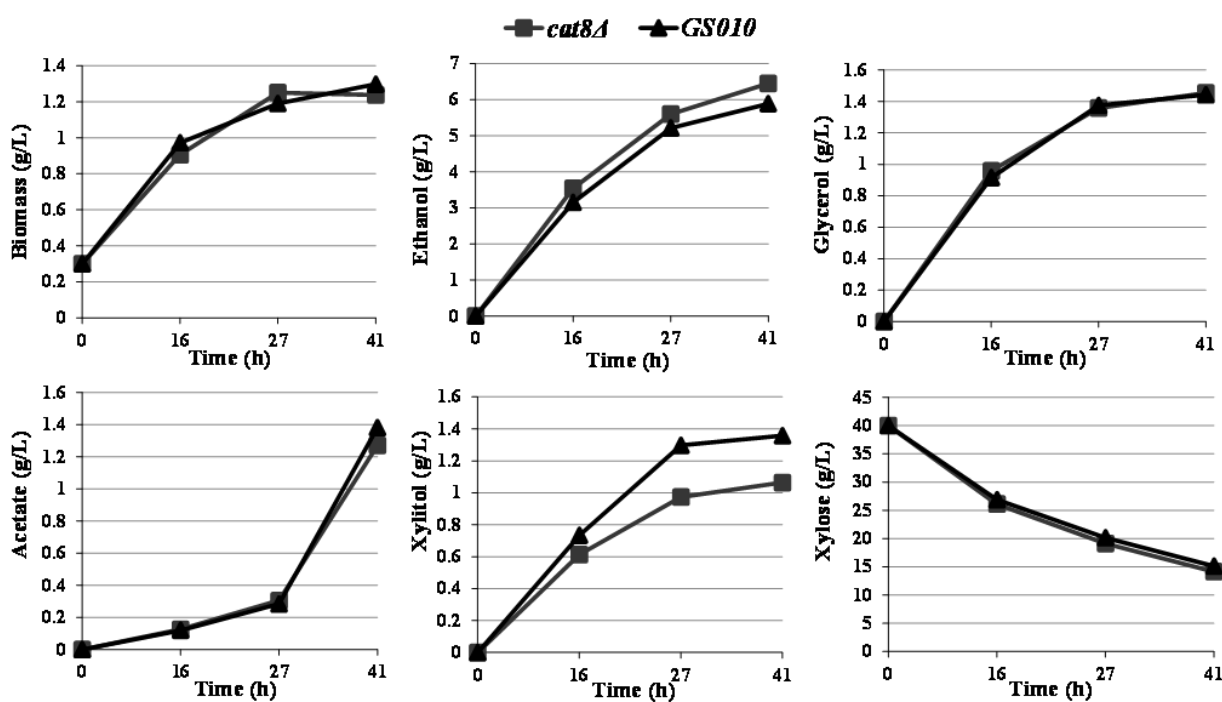 cat8Δ GS010
Biomass (g/L)
1.4
1.2
1
0.8
0.6
0.4
0.2
0
0 16 27 41
Time (h)
Ethanol (g/L)
7
6
5
4
3
2
1
0
0 16 27 41
Time (h)
Glycerol (g/L)
1.6
1.4
1.2
1
0.8
0.6
0.4
0.2
0
0 16 27 41
Time (h)
Acetate (g/L)
1.6
1.4
1.2
1
0.8
0.6
0.4
0.2
0
0 16 27 41
Time (h)
Xylitol (g/L)
1.6
1.4
1.2
1
0.8
0.6
0.4
0.2
0
0 16 27 41
Time (h)
Xylose (g/L)
45
40
35
30
25
20
15
10
5
0
0 16 27 41
Time (h)